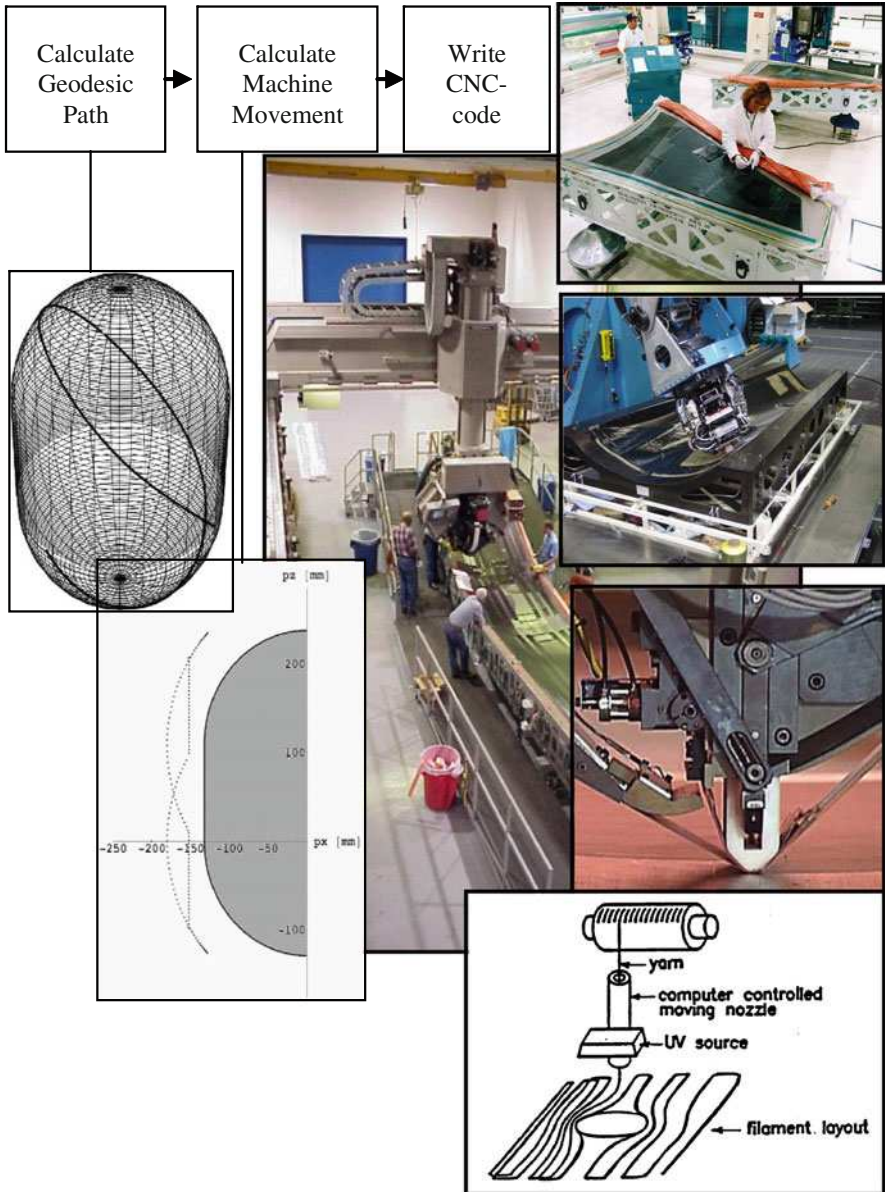 Calculate
Geodesic
Path
Calculate
Machine
Movement
Write
CNC-
code
pz [mm]
200
100
-250 -200 -150 -100 -50 px [mm]
-100
yarn
computer controlled
moving nozzle
UV source
filament layout